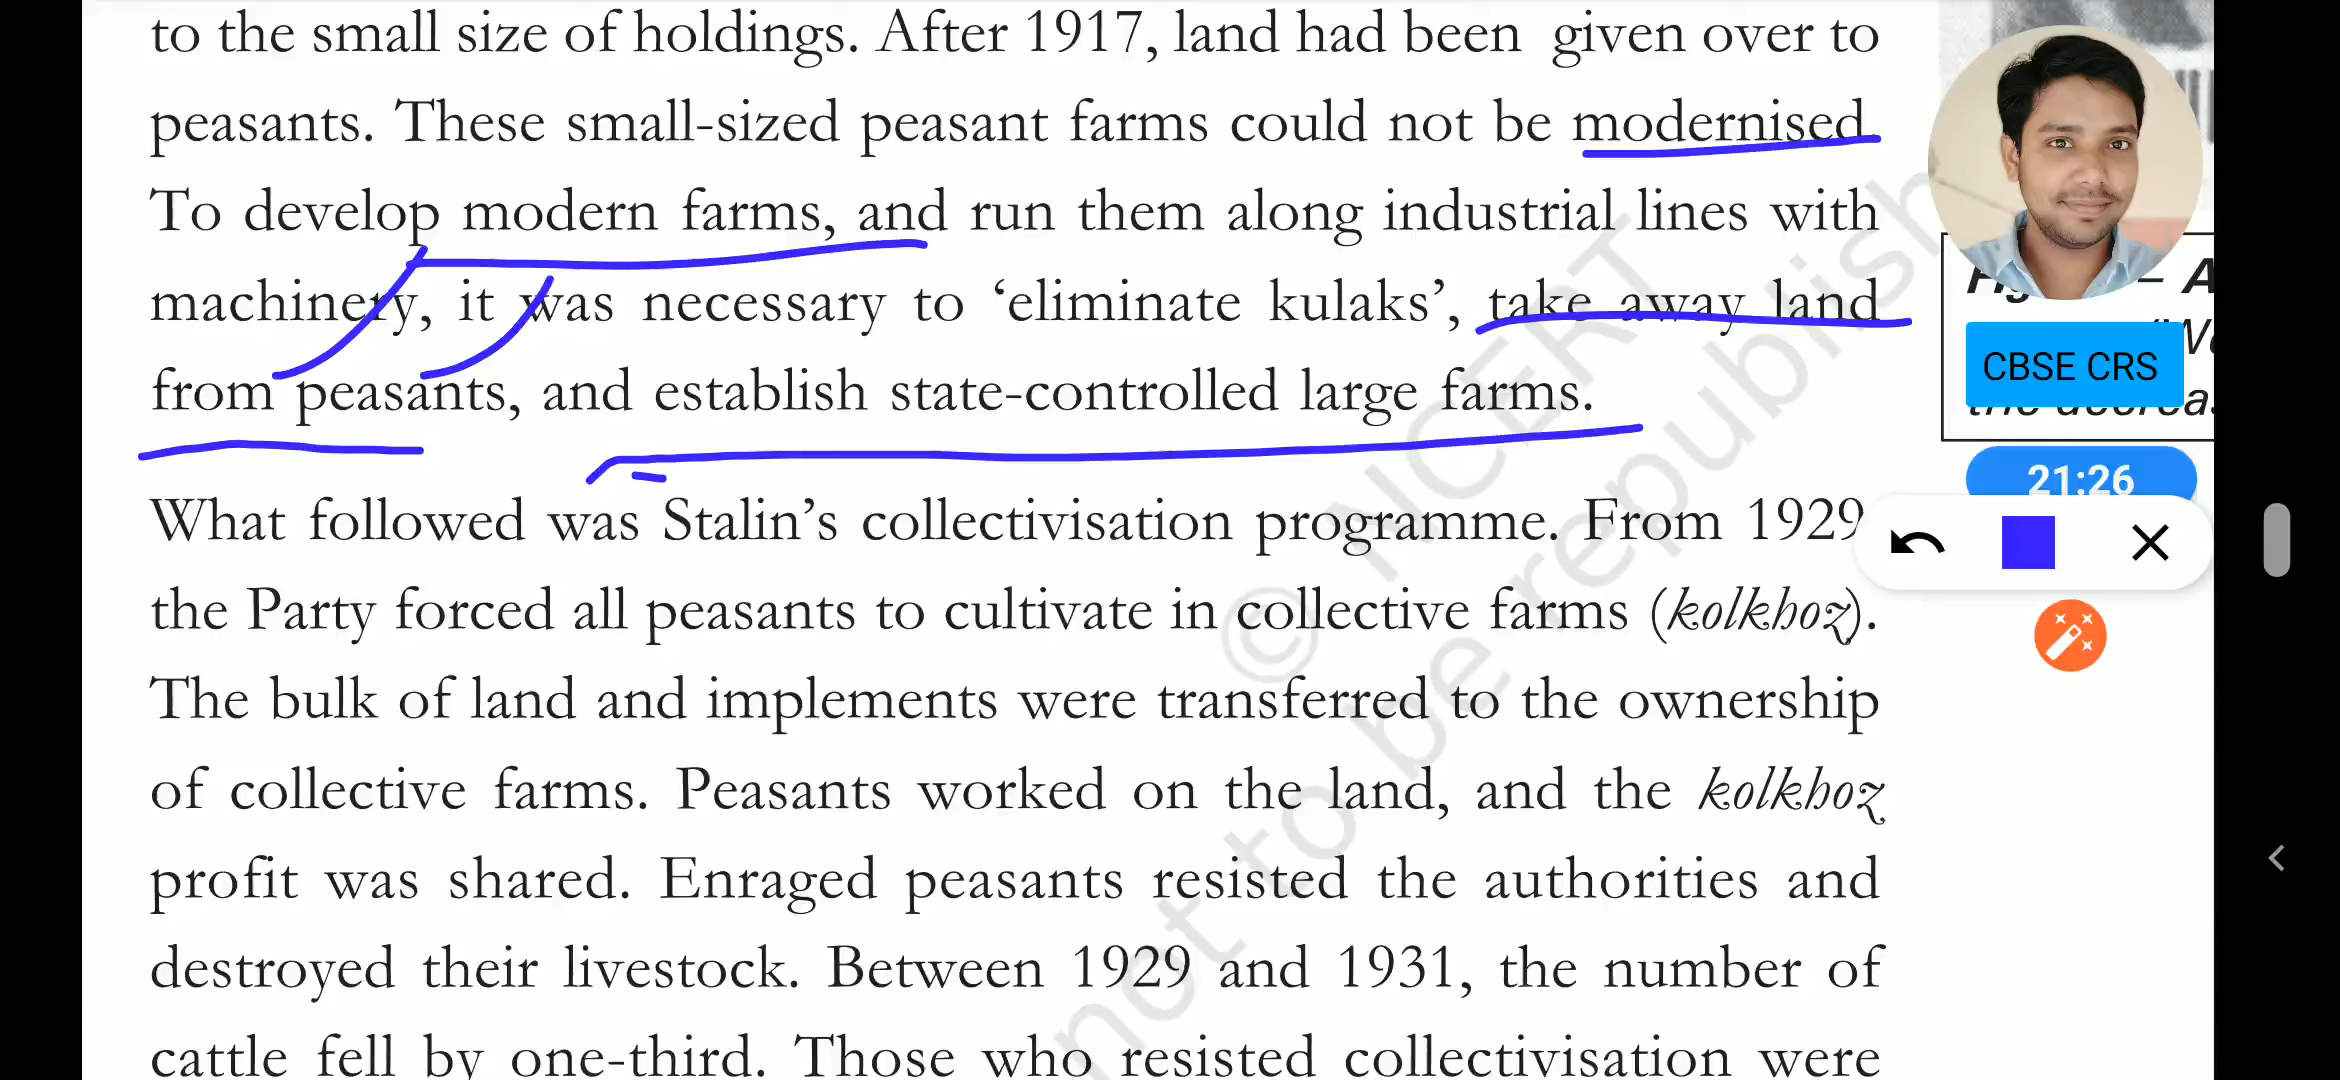 to the small size of holdings. After 1917, land had been given over to
peasants. These small-sized peasant farms could not be modernised.
To develop modern farms, and run them along industrial lines with
machinery, it was necessary to ‘eliminate kulaks’, take away land
from peasants, and establish state-controlled large farms.
What followed was Stalin’s collectivisation programme. From 1929
the Party forced all peasants to cultivate in collective farms (kolkhoz).
The bulk of land and implements were transferred to the ownership
of collective farms. Peasants worked on the land, and the kolkhoz
profit was shared. Enraged peasants resisted the authorities and
destroyed their livestock. Between 1929 and 1931, the number of
cattle fell by one-third. Those who resisted collectivisation were
© NCERT
not to be republish
– A
CBSE CRS
21:26